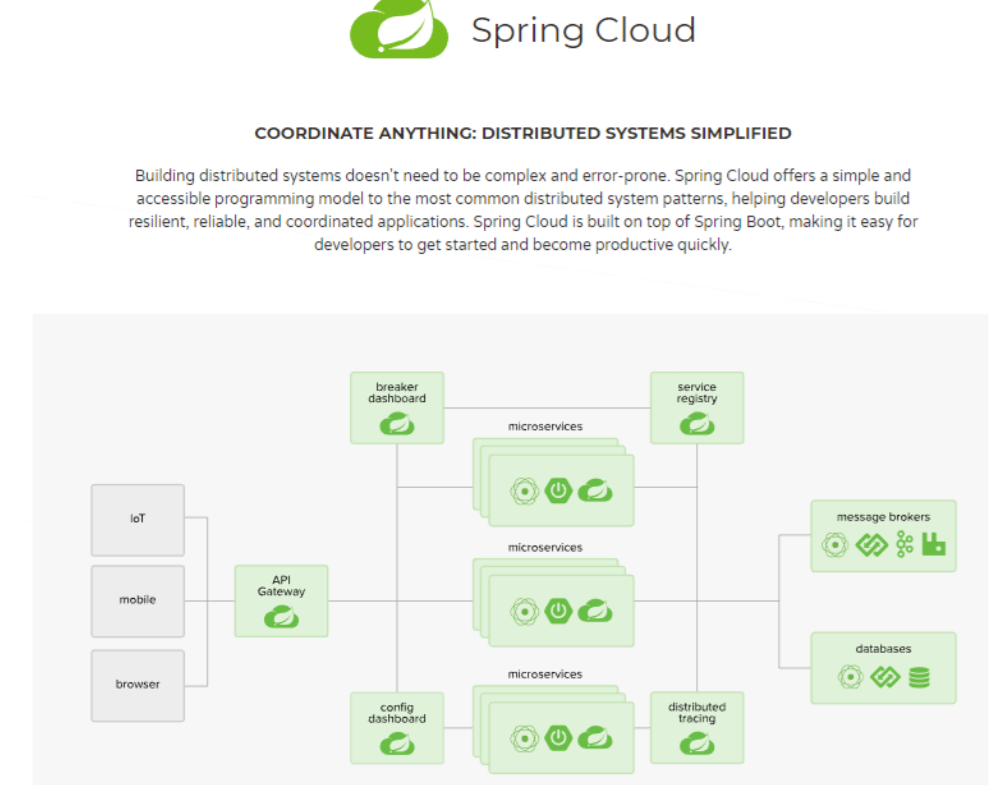 Spring Cloud
COORDINATE ANYTHING: DISTRIBUTED SYSTEMS SIMPLIFIED
Building distributed systems doesn't need to be complex and error-prone. Spring Cloud offers a simple and
accessible programming model to the most common distributed system patterns, helping developers build
resilient, reliable, and coordinated applications. Spring Cloud is built on top of Spring Boot, making it easy for
developers to get started and become productive quickly.
breaker
dashboard
service
registry
microservices
IoT
message brokers
microservices
API
Gateway
mobile
databases
microservices
browser
config
dashboard
distributed
tracing